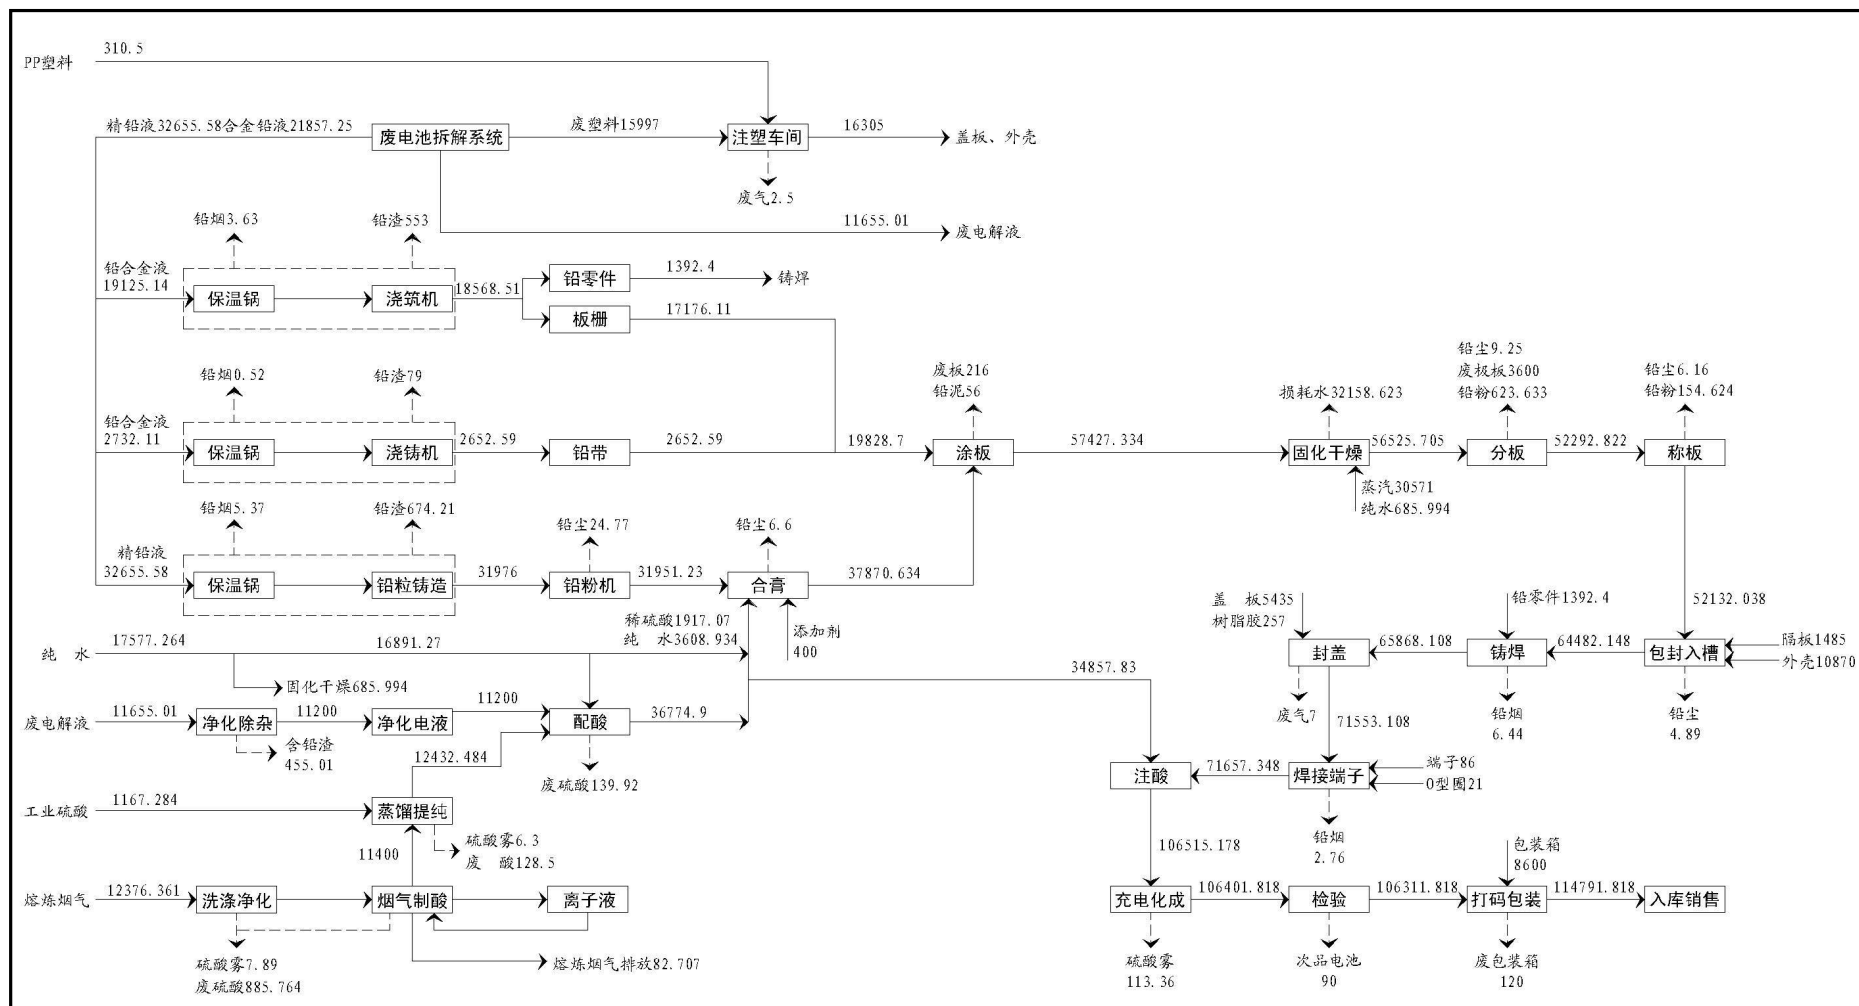 310.5
PP塑料
精铅液32655.58合金铅液21857.25
废电池拆解系统
废塑料15997
注塑车间
16305
盖板、外壳
废气2.5
11655.01
废电解液
铅烟3.63
铅渣553
铅合金液
19125.14
保温锅
浇筑机
18568.51
铅零件
1392.4
铸焊
板栅
17176.11
铅烟0.52
铅渣79
铅合金液
2732.11
保温锅
浇铸机
2652.59
铅带
2652.59
19828.7
废板216
铅泥56
涂板
57427.334
损耗水32158.623
固化干燥
蒸汽30571
纯水685.994
56525.705
铅尘9.25
废极板3600
铅粉623.633
分板
52292.822
铅尘6.16
铅粉154.624
称板
铅烟5.37
铅渣674.21
精铅液
32655.58
保温锅
铅粒铸造
31976
铅尘24.77
铅粉机
31951.23
铅尘6.6
合膏
37870.634
稀硫酸1917.07
纯 水3608.934
添加剂
400
52132.038
盖 板5435
树脂胶257
铅零件1392.4
封盖
65868.108
铸焊
64482.148
包封入槽
隔板1485
外壳10870
废气7
71553.108
铅烟
6.44
铅尘
4.89
纯 水
17577.264
16891.27
固化干燥685.994
34857.83
废电解液
11655.01
净化除杂
11200
净化电液
11200
配酸
36774.9
含铅渣
455.01
12432.484
废硫酸139.92
注酸
71657.348
焊接端子
端子86
O型圈21
铅烟
2.76
工业硫酸
1167.284
蒸馏提纯
硫酸雾6.3
废 酸128.5
11400
106515.178
包装箱
8600
熔炼烟气
12376.361
洗涤净化
烟气制酸
离子液
硫酸雾7.89
废硫酸885.764
熔炼烟气排放82.707
充电化成
106401.818
检验
106311.818
打码包装
114791.818
入库销售
硫酸雾
113.36
次品电池
90
废包装箱
120